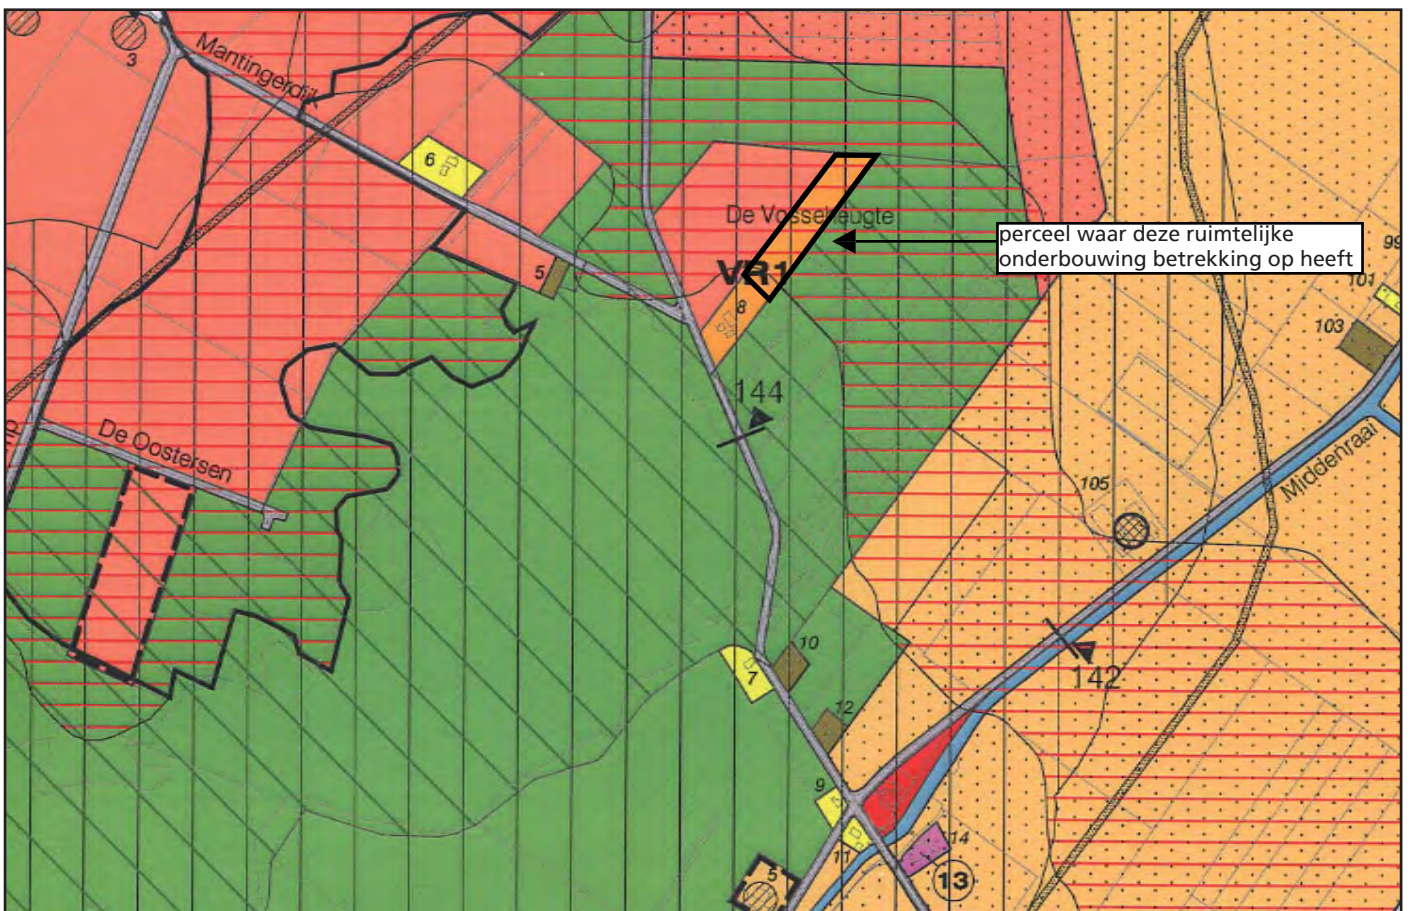 3
Mantingerdijk
6
De Vossebeugte
perceel waar deze ruimtelijke
onderbouwing betrekking op heeft
99
101
103
5
VR1
8
144
De Oostersen
Middenraai
105
142
10
7
12
9
11
14
13
5